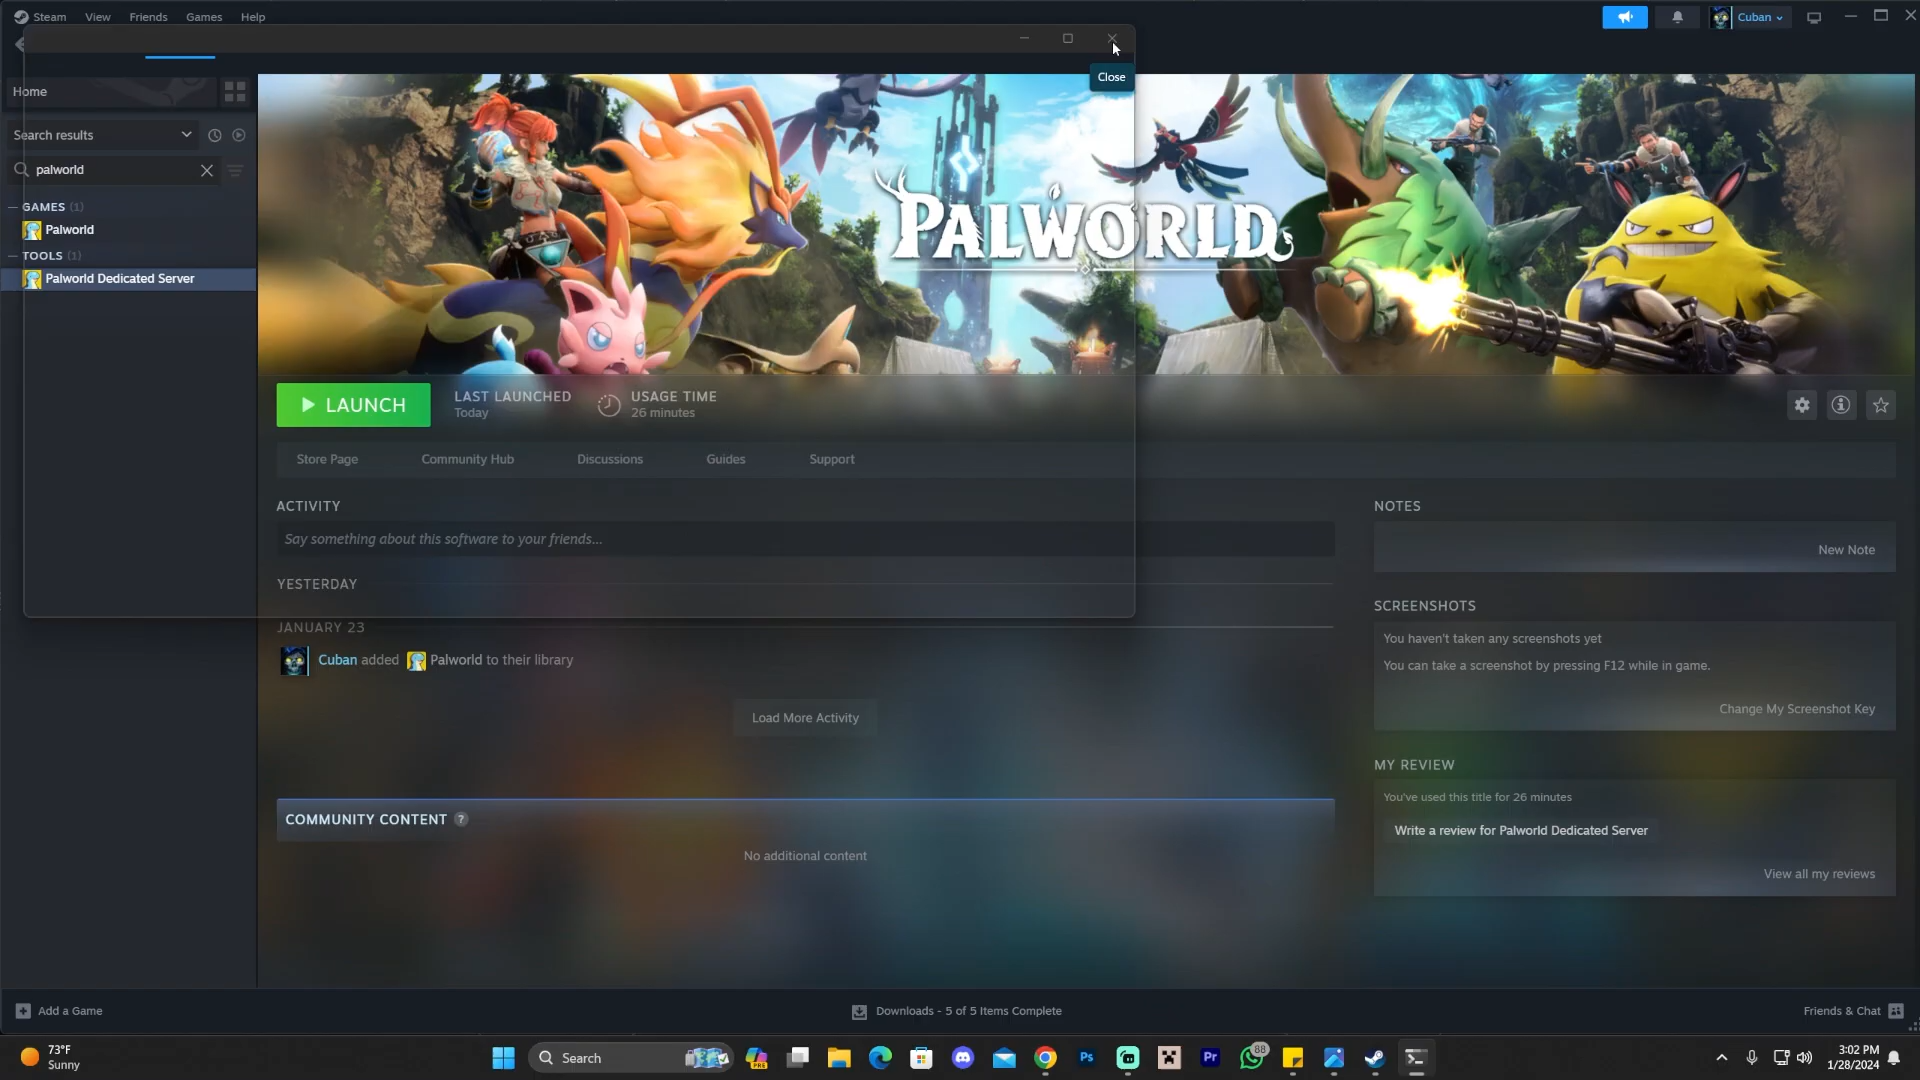 Steam View Friends Games Help
Cuban
Close
Home
Search results
palworld
GAMES (1)
Palworld
TOOLS (1)
Palworld Dedicated Server
PALWORLD
LAUNCH
LAST LAUNCHED
Today
USAGE TIME
26 minutes
Store Page Community Hub Discussions Guides Support
ACTIVITY
Say something about this software to your friends...
YESTERDAY
JANUARY 23
Cuban added Palworld to their library
Load More Activity
COMMUNITY CONTENT ?
No additional content
NOTES
New Note
SCREENSHOTS
You haven't taken any screenshots yet
You can take a screenshot by pressing F12 while in game.
Change My Screenshot Key
MY REVIEW
You've used this title for 26 minutes
Write a review for Palworld Dedicated Server
View all my reviews
Add a Game
Downloads - 5 of 5 Items Complete
Friends & Chat
73°F
Sunny
Search
PRE
Ps
Pr
88
3:02 PM
1/28/2024